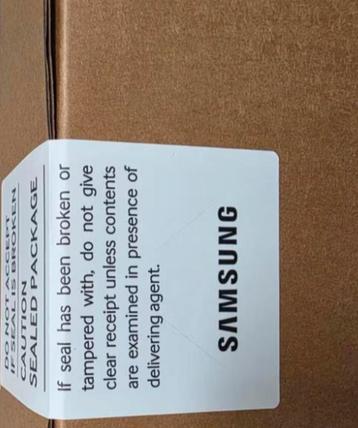 DO NOT ACCEPT
IF SEAL IS BROKEN
CAUTION
SEALED PACKAGE
If seal has been broken or
tampered with, do not give
clear receipt unless contents
are examined in presence of
delivering agent.
SAMSUNG